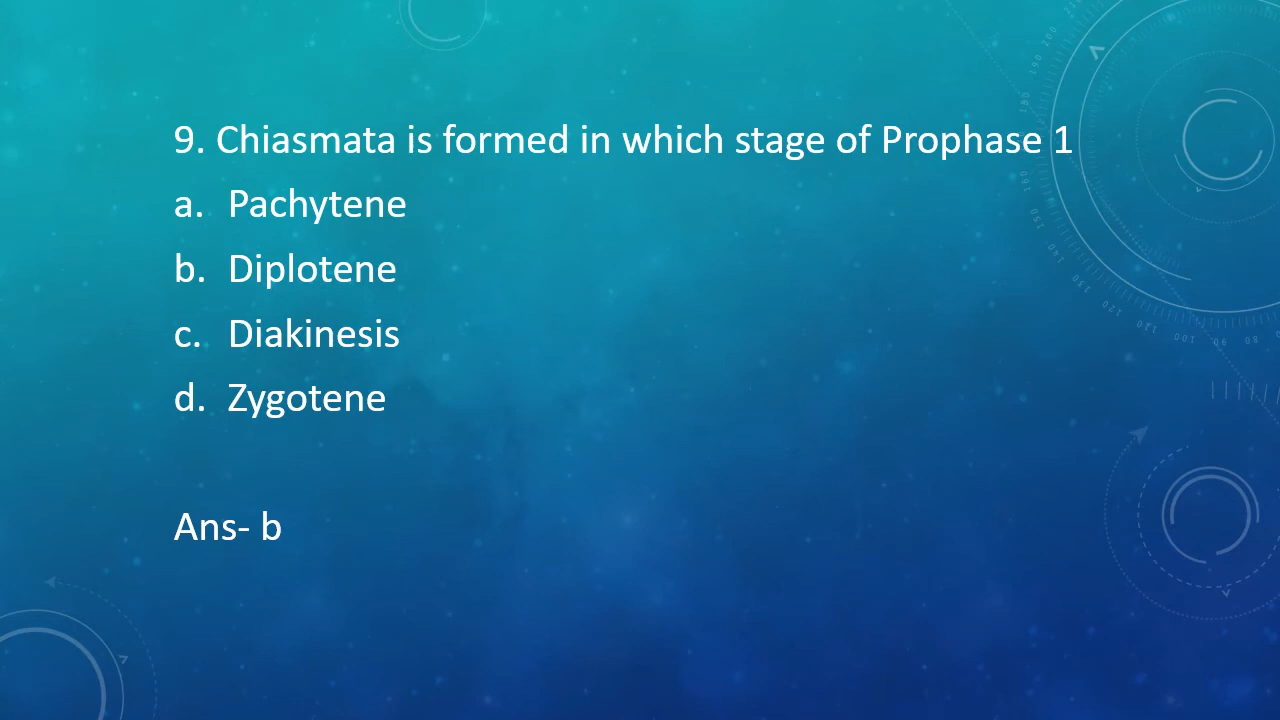 9. Chiasmata is formed in which stage of Prophase 1
a. Pachytene
b. Diplotene
c. Diakinesis
d. Zygotene
Ans- b